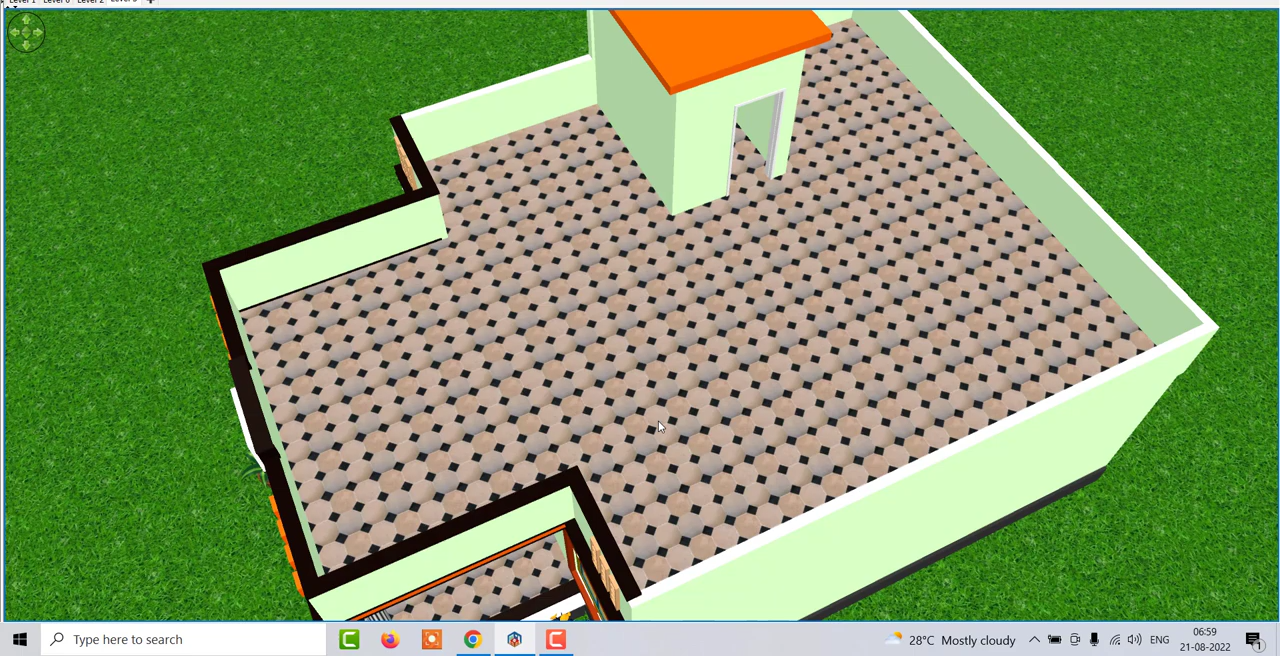 Level 1 Level 0 Level 2
Type here to search
28°C Mostly cloudy
ENG
06:59
21-08-2022
1